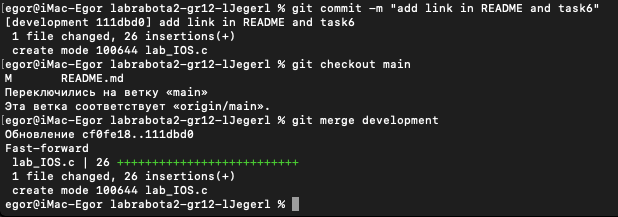 [egor@iMac-Egor labrabota2-gr12-lJegerl % git commit -m "add link in README and task6"
[development 111dbd0] add link in README and task6
 1 file changed, 26 insertions(+)
 create mode 100644 lab_IOS.c
[egor@iMac-Egor labrabota2-gr12-lJegerl % git checkout main
M       README.md
Переключились на ветку «main»
Эта ветка соответствует «origin/main».
[egor@iMac-Egor labrabota2-gr12-lJegerl % git merge development
Обновление cf0fe18..111dbd0
Fast-forward
 lab_IOS.c | 26 ++++++++++++++++++++++++++
 1 file changed, 26 insertions(+)
 create mode 100644 lab_IOS.c
egor@iMac-Egor labrabota2-gr12-lJegerl %